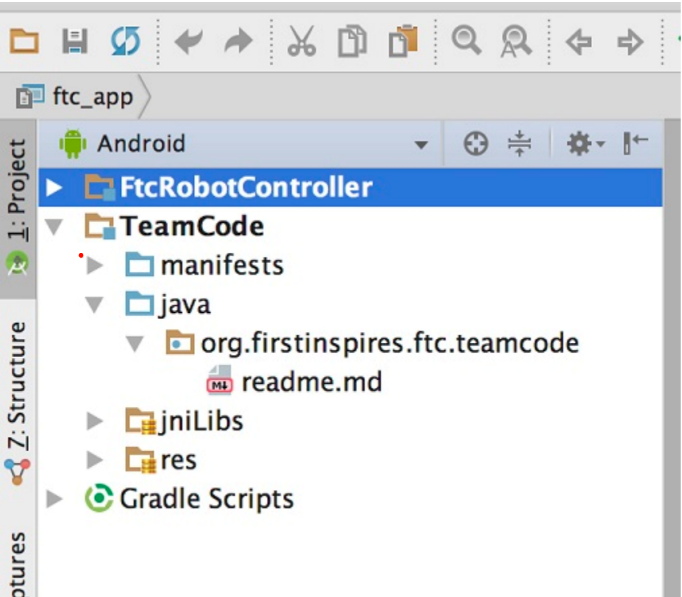 ftc_app
Android
1: Project
FtcRobotController
TeamCode
manifests
java
org.firstinspires.ftc.teamcode
readme.md
jniLibs
res
Gradle Scripts
7: Structure